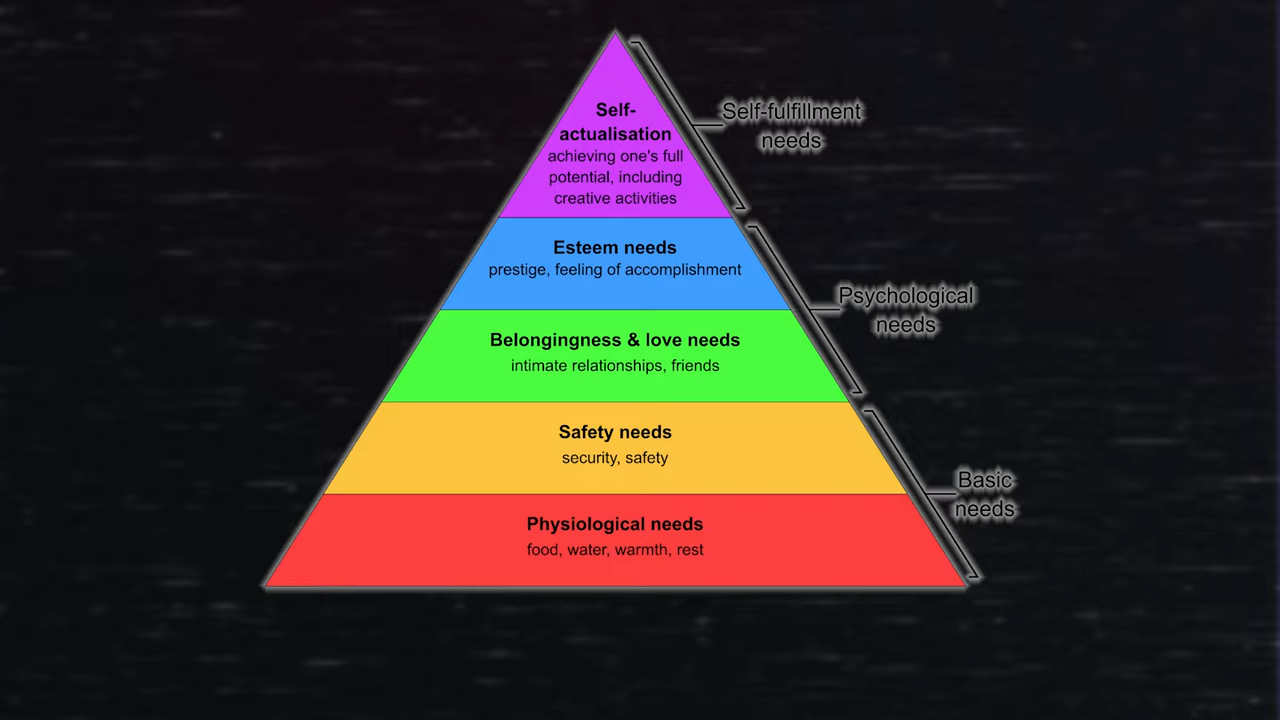 Self-
actualisation
achieving one's full
potential, including
creative activities
Self-fulfillment
needs
Esteem needs
prestige, feeling of accomplishment
Psychological
needs
Belongingness & love needs
intimate relationships, friends
Safety needs
security, safety
Basic
needs
Physiological needs
food, water, warmth, rest